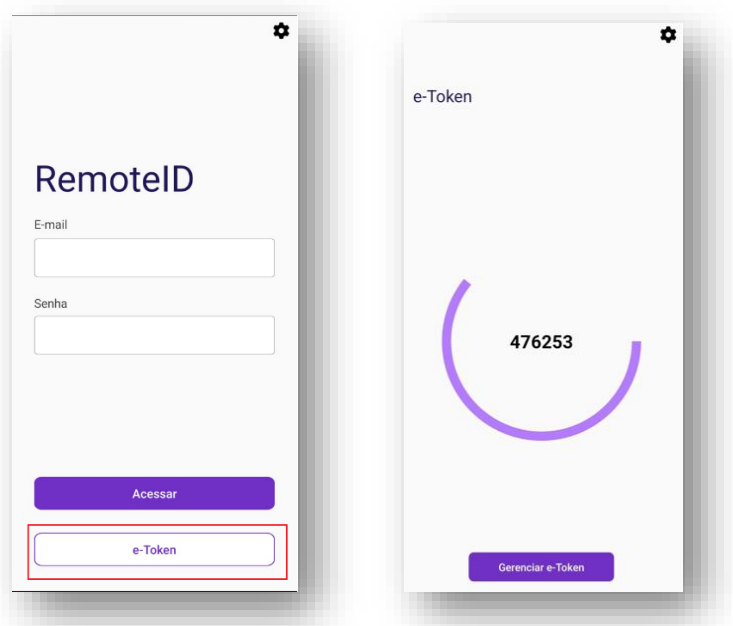 RemoteID
E-mail
Senha
Acessar
e-Token
e-Token
476253
Gerenciar e-Token